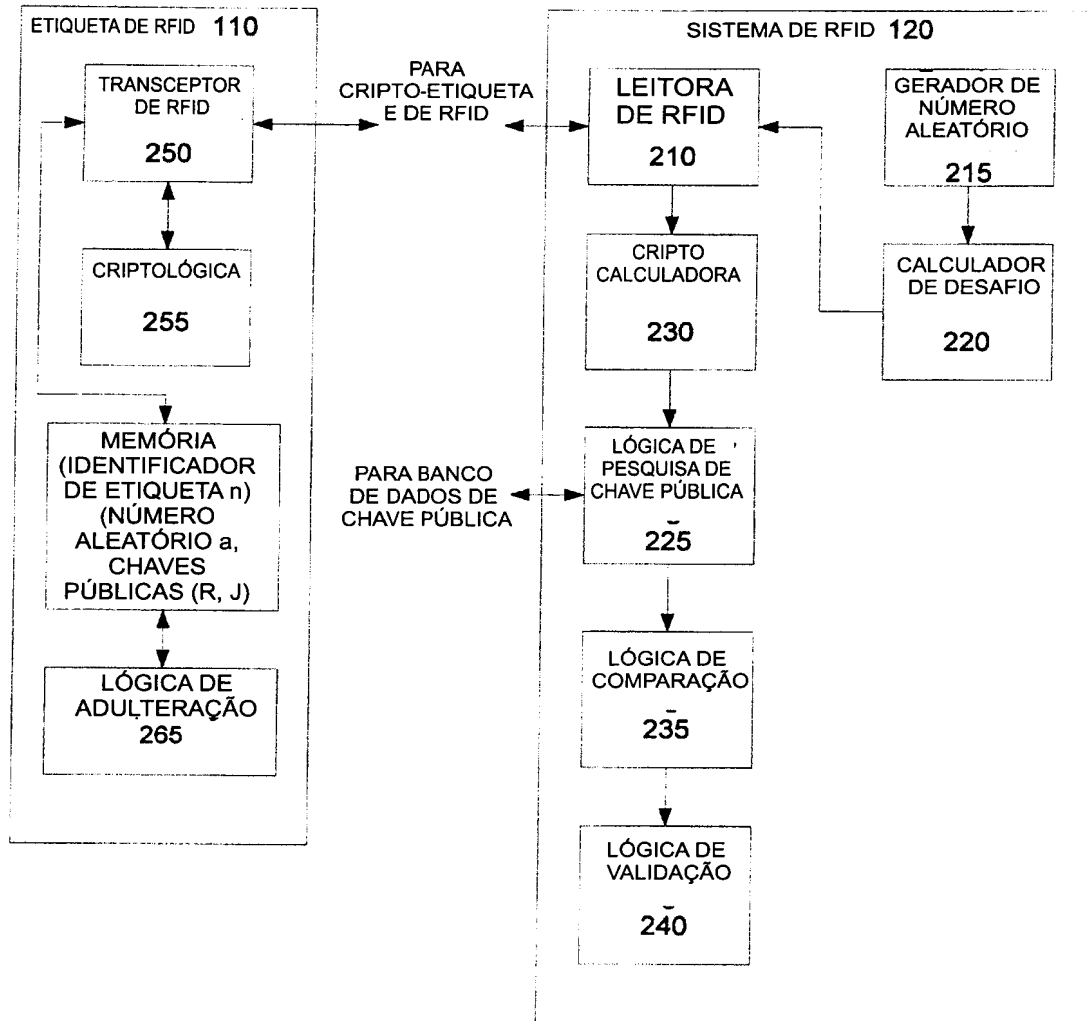 ETIQUETA DE RFID 110
TRANSCEPTOR
DE RFID
250
CRIPTOLÓGICA
255
MEMÓRIA
(IDENTIFICADOR
DE ETIQUETA n)
(NÚMERO
ALEATÓRIO a,
CHAVES
PÚBLICAS (R, J)
LÓGICA DE
ADULTERAÇÃO
265
PARA
CRIPTO-ETIQUETA
E DE RFID
PARA BANCO
DE DADOS DE
CHAVE PÚBLICA
SISTEMA DE RFID 120
LEITORA
DE RFID
210
GERADOR DE
NÚMERO
ALEATÓRIO
215
CRIPTO
CALCULADORA
230
CALCULADOR
DE DESAFIO
220
LÓGICA DE
PESQUISA DE
CHAVE PÚBLICA
225
LÓGICA DE
COMPARAÇÃO
235
LÓGICA DE
VALIDAÇÃO
240